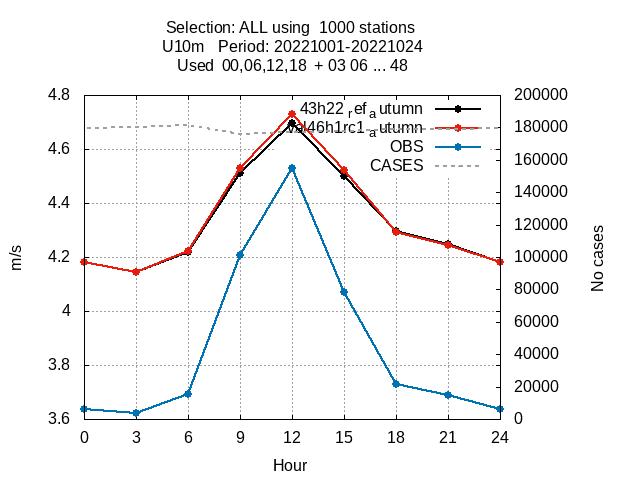 Selection: ALL using  1000 stations
U10m   Period: 20221001-20221024
Used  00,06,12,18  + 03 06 ... 48
4.8
4.6
4.4
4.2
4
3.8
3.6
m/s
200000
180000
160000
140000
120000
100000
80000
60000
40000
20000
0
No cases
43h22_ref_autumn
val46h1rc1_autumn
OBS
CASES
0 3 6 9 12 15 18 21 24
Hour